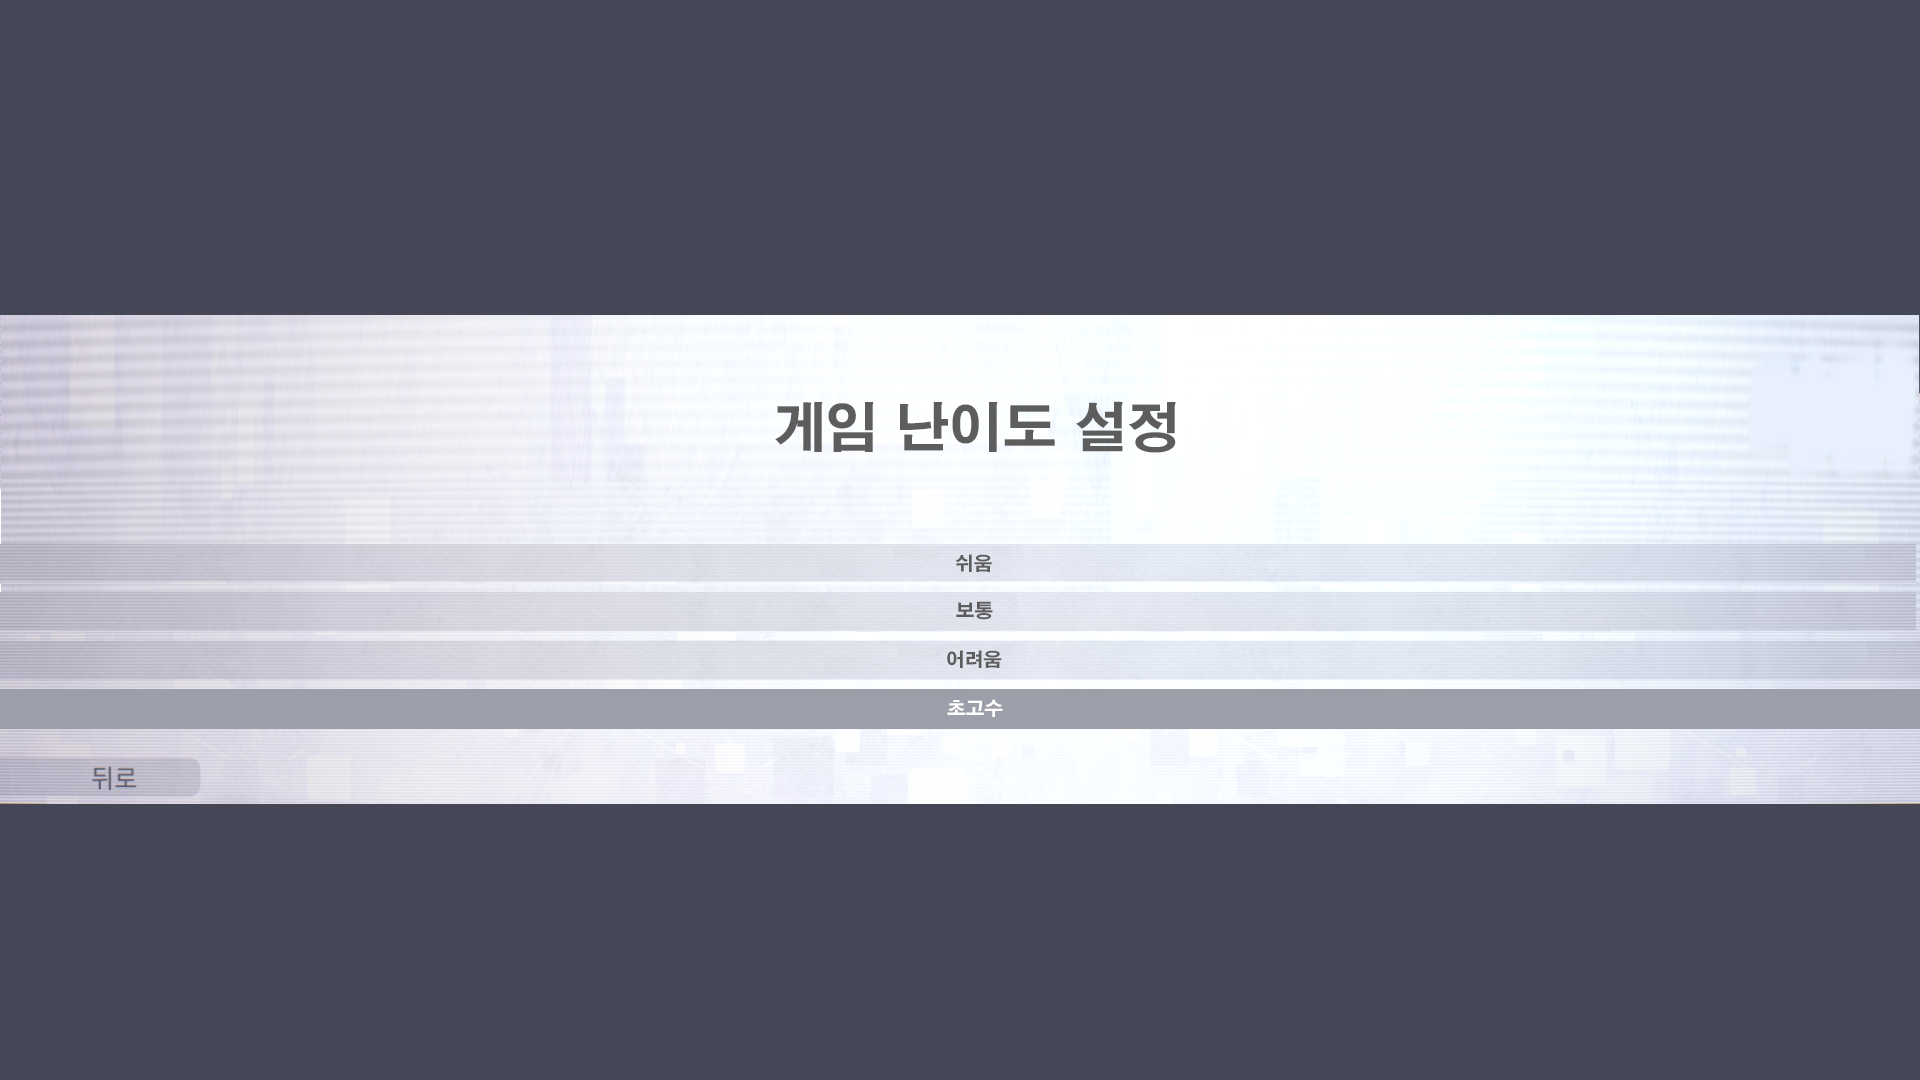 게임 난이도 설정
쉬움
보통
어려움
초고수
뒤로